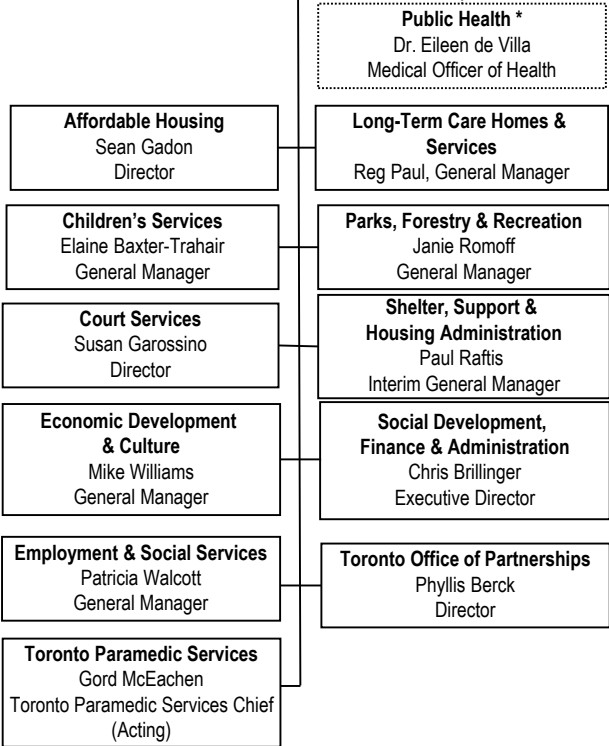 Public Health *
Dr. Eileen de Villa
Medical Officer of Health
Affordable Housing
Sean Gadon
Director
Long-Term Care Homes &
Services
Reg Paul, General Manager
Children's Services
Elaine Baxter-Trahair
General Manager
Parks, Forestry & Recreation
Janie Romoff
General Manager
Court Services
Susan Garossino
Director
Shelter, Support &
Housing Administration
Paul Raftis
Interim General Manager
Economic Development
& Culture
Mike Williams
General Manager
Social Development,
Finance & Administration
Chris Brillinger
Executive Director
Employment & Social Services
Patricia Walcott
General Manager
Toronto Office of Partnerships
Phyllis Berck
Director
Toronto Paramedic Services
Gord McEachen
Toronto Paramedic Services Chief
(Acting)